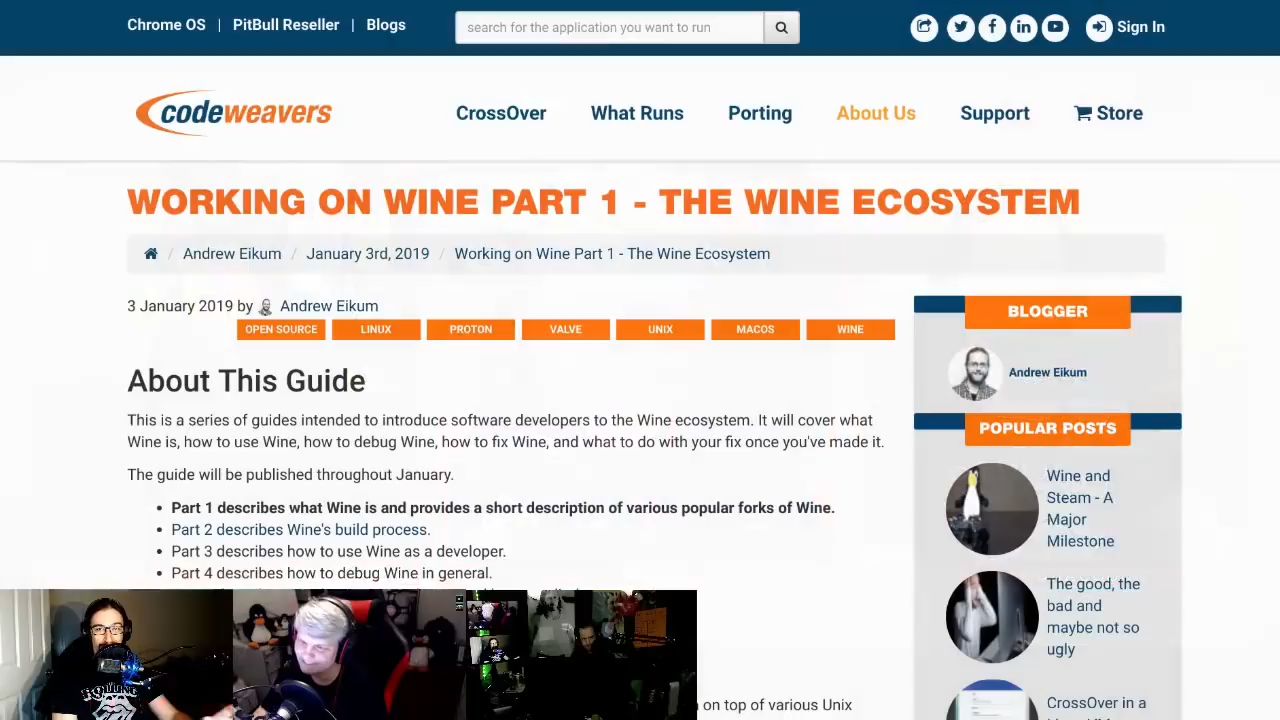 Chrome OS | PitBull Reseller | Blogs
search for the application you want to run
Sign In
codeweavers
CrossOver What Runs Porting About Us Support Store
WORKING ON WINE PART 1 - THE WINE ECOSYSTEM
/ Andrew Eikum / January 3rd, 2019 / Working on Wine Part 1 - The Wine Ecosystem
3 January 2019 by Andrew Eikum
OPEN SOURCE LINUX PROTON VALVE UNIX MACOS WINE
About This Guide
This is a series of guides intended to introduce software developers to the Wine ecosystem. It will cover what
Wine is, how to use Wine, how to debug Wine, how to fix Wine, and what to do with your fix once you've made it.
The guide will be published throughout January.
• Part 1 describes what Wine is and provides a short description of various popular forks of Wine.
• Part 2 describes Wine's build process.
• Part 3 describes how to use Wine as a developer.
• Part 4 describes how to debug Wine in general.
on top of various Unix
BLOGGER
Andrew Eikum
POPULAR POSTS
Wine and
Steam - A
Major
Milestone
The good, the
bad and
maybe not so
ugly
CrossOver in a